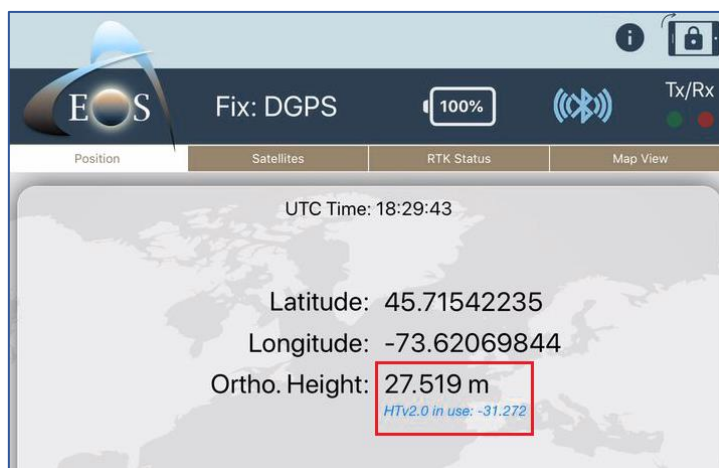 EOS
Fix: DGPS
100%
Tx/Rx
Position
Satellites
RTK Status
Map View
UTC Time: 18:29:43
Latitude: 45.71542235
Longitude: -73.62069844
Ortho. Height: 27.519 m
HTv2.0 in use: -31.272